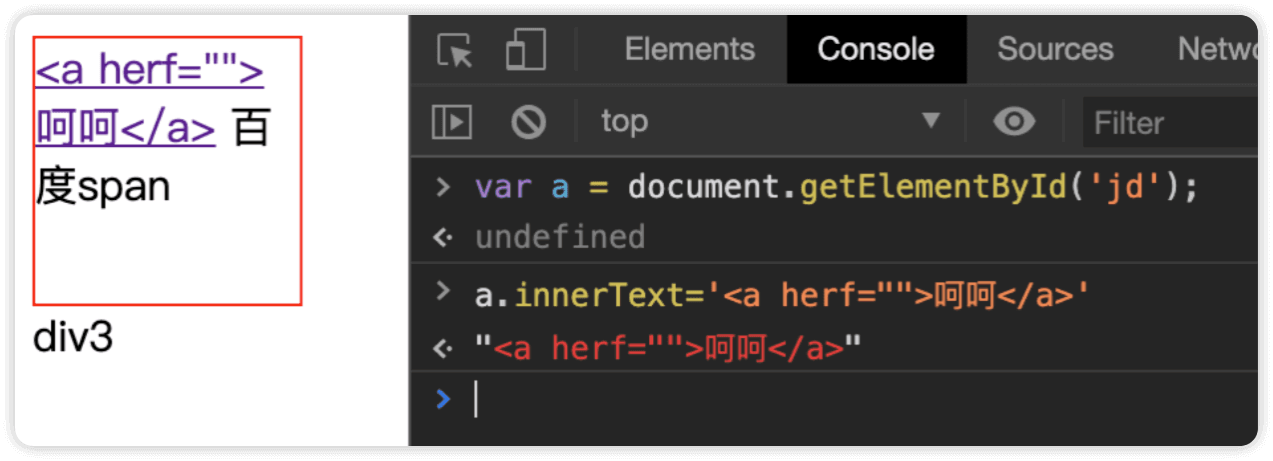 <a herf="">
呵呵</a> 百
度span
div3
Elements Console Sources
top Filter
var a = document.getElementById('jd');
undefined
a.innerText='<a herf="">呵呵</a>'
"<a herf="">呵呵</a>"